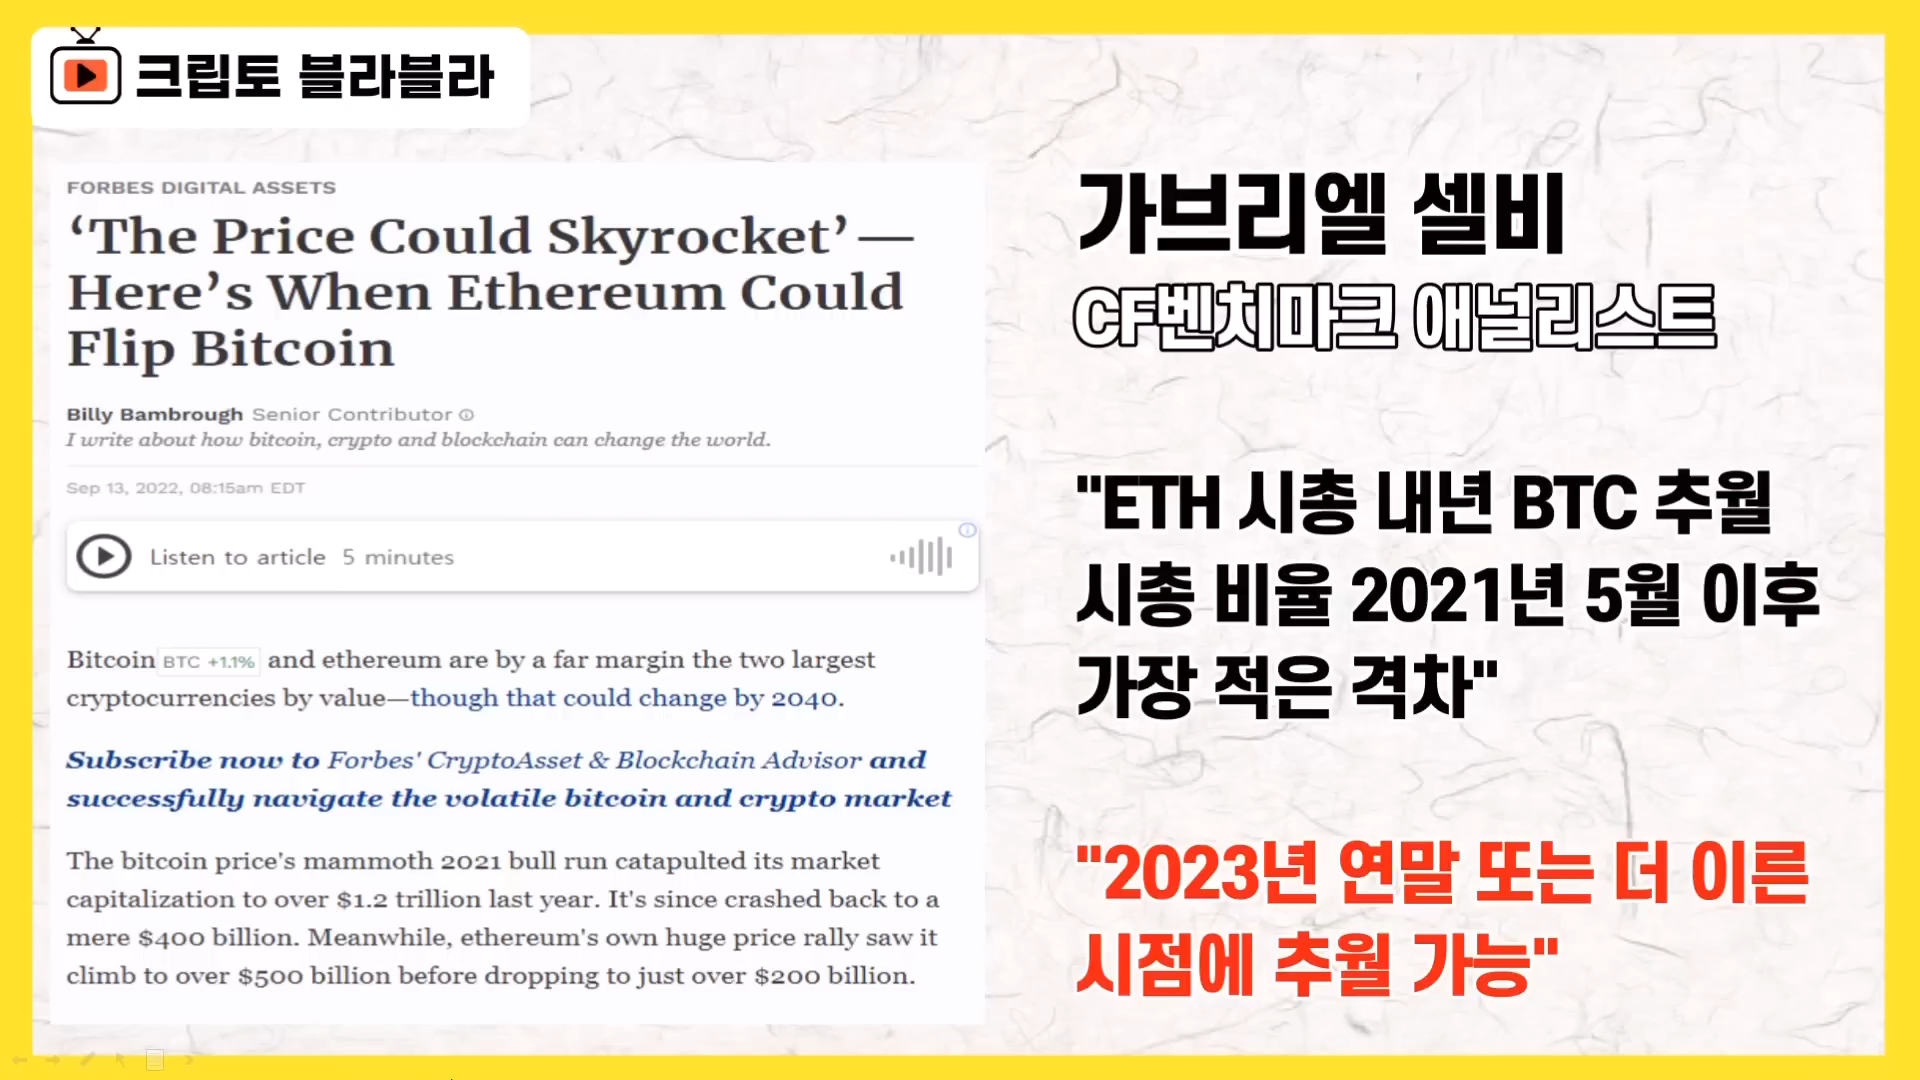 크립토 블라블라
FORBES DIGITAL ASSETS
‘The Price Could Skyrocket’—
Here’s When Ethereum Could
Flip Bitcoin
Billy Bambrough Senior Contributor
I write about how bitcoin, crypto and blockchain can change the world.
Sep 13, 2022, 08:15am EDT
Listen to article 5 minutes
Bitcoin BTC +1.1% and ethereum are by a far margin the two largest
cryptocurrencies by value—though that could change by 2040.
Subscribe now to Forbes' CryptoAsset & Blockchain Advisor and
successfully navigate the volatile bitcoin and crypto market
The bitcoin price's mammoth 2021 bull run catapulted its market
capitalization to over $1.2 trillion last year. It's since crashed back to a
mere $400 billion. Meanwhile, ethereum's own huge price rally saw it
climb to over $500 billion before dropping to just over $200 billion.
가브리엘 셀비
CF벤치마크 애널리스트
"ETH 시총 내년 BTC 추월
시총 비율 2021년 5월 이후
가장 적은 격차"
"2023년 연말 또는 더 이른
시점에 추월 가능"